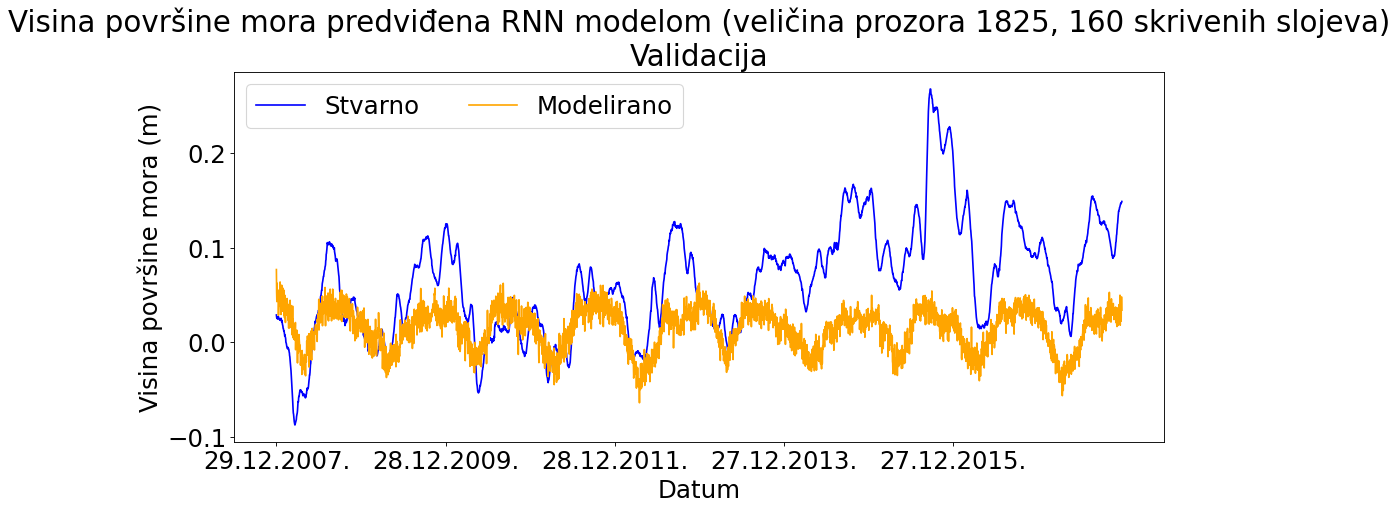 Visina površine mora predviđena RNN modelom (veličina prozora 1825, 160 skrivenih slojeva)
Validacija
Stvarno Modelirano
Visina površine mora (m)
0.2
0.1
0.0
−0.1
29.12.2007. 28.12.2009. 28.12.2011. 27.12.2013. 27.12.2015.
Datum